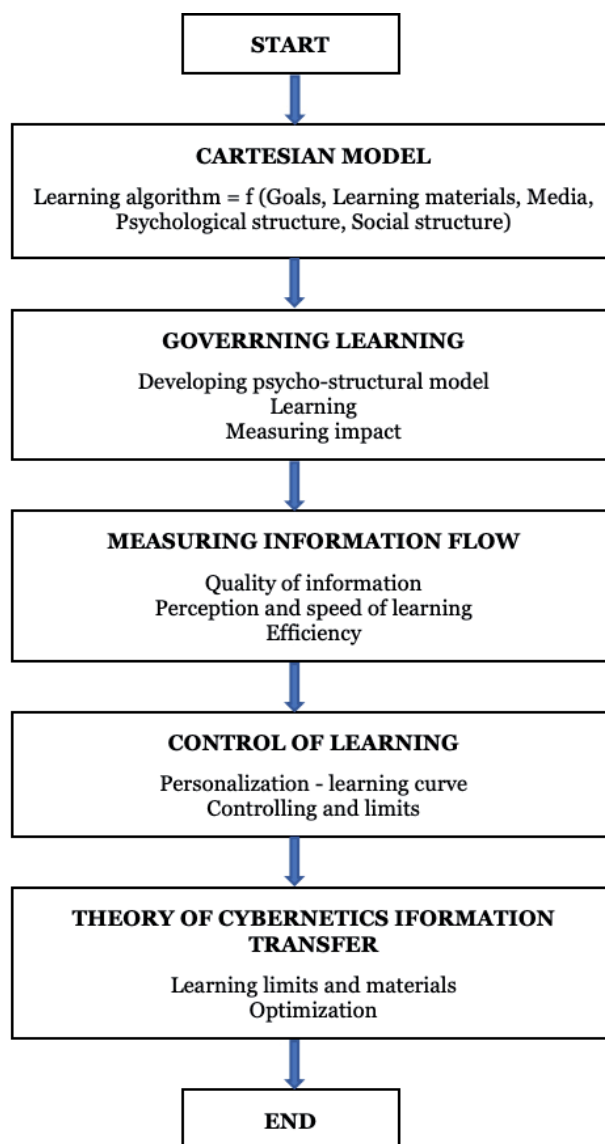 START
CARTESIAN MODEL
Learning algorithm = f (Goals, Learning materials, Media,
Psychological structure, Social structure)
GOVERRNING LEARNING
Developing psycho-structural model
Learning
Measuring impact
MEASURING INFORMATION FLOW
Quality of information
Perception and speed of learning
Efficiency
CONTROL OF LEARNING
Personalization - learning curve
Controlling and limits
THEORY OF CYBERNETICS IFORMATION
TRANSFER
Learning limits and materials
Optimization
END